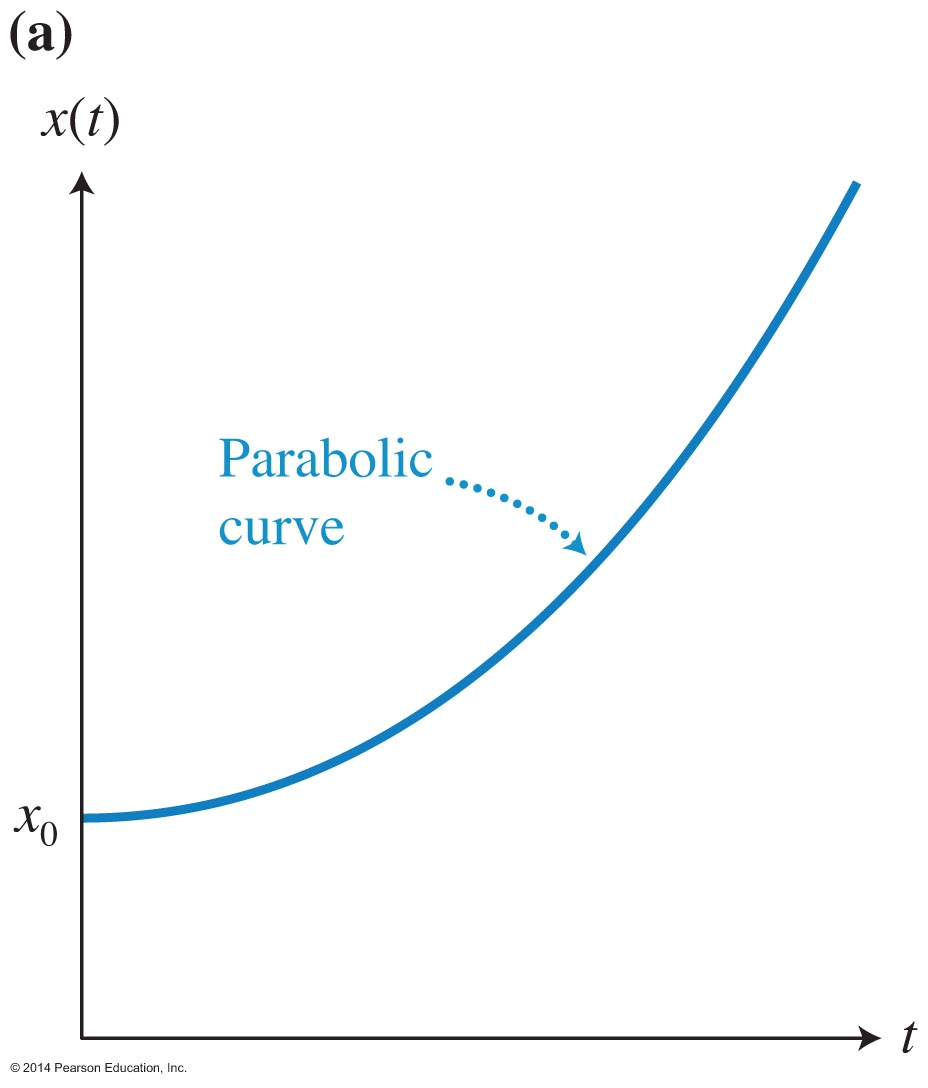 (a)
x(t)
Parabolic
curve
x₀
t
© 2014 Pearson Education, Inc.